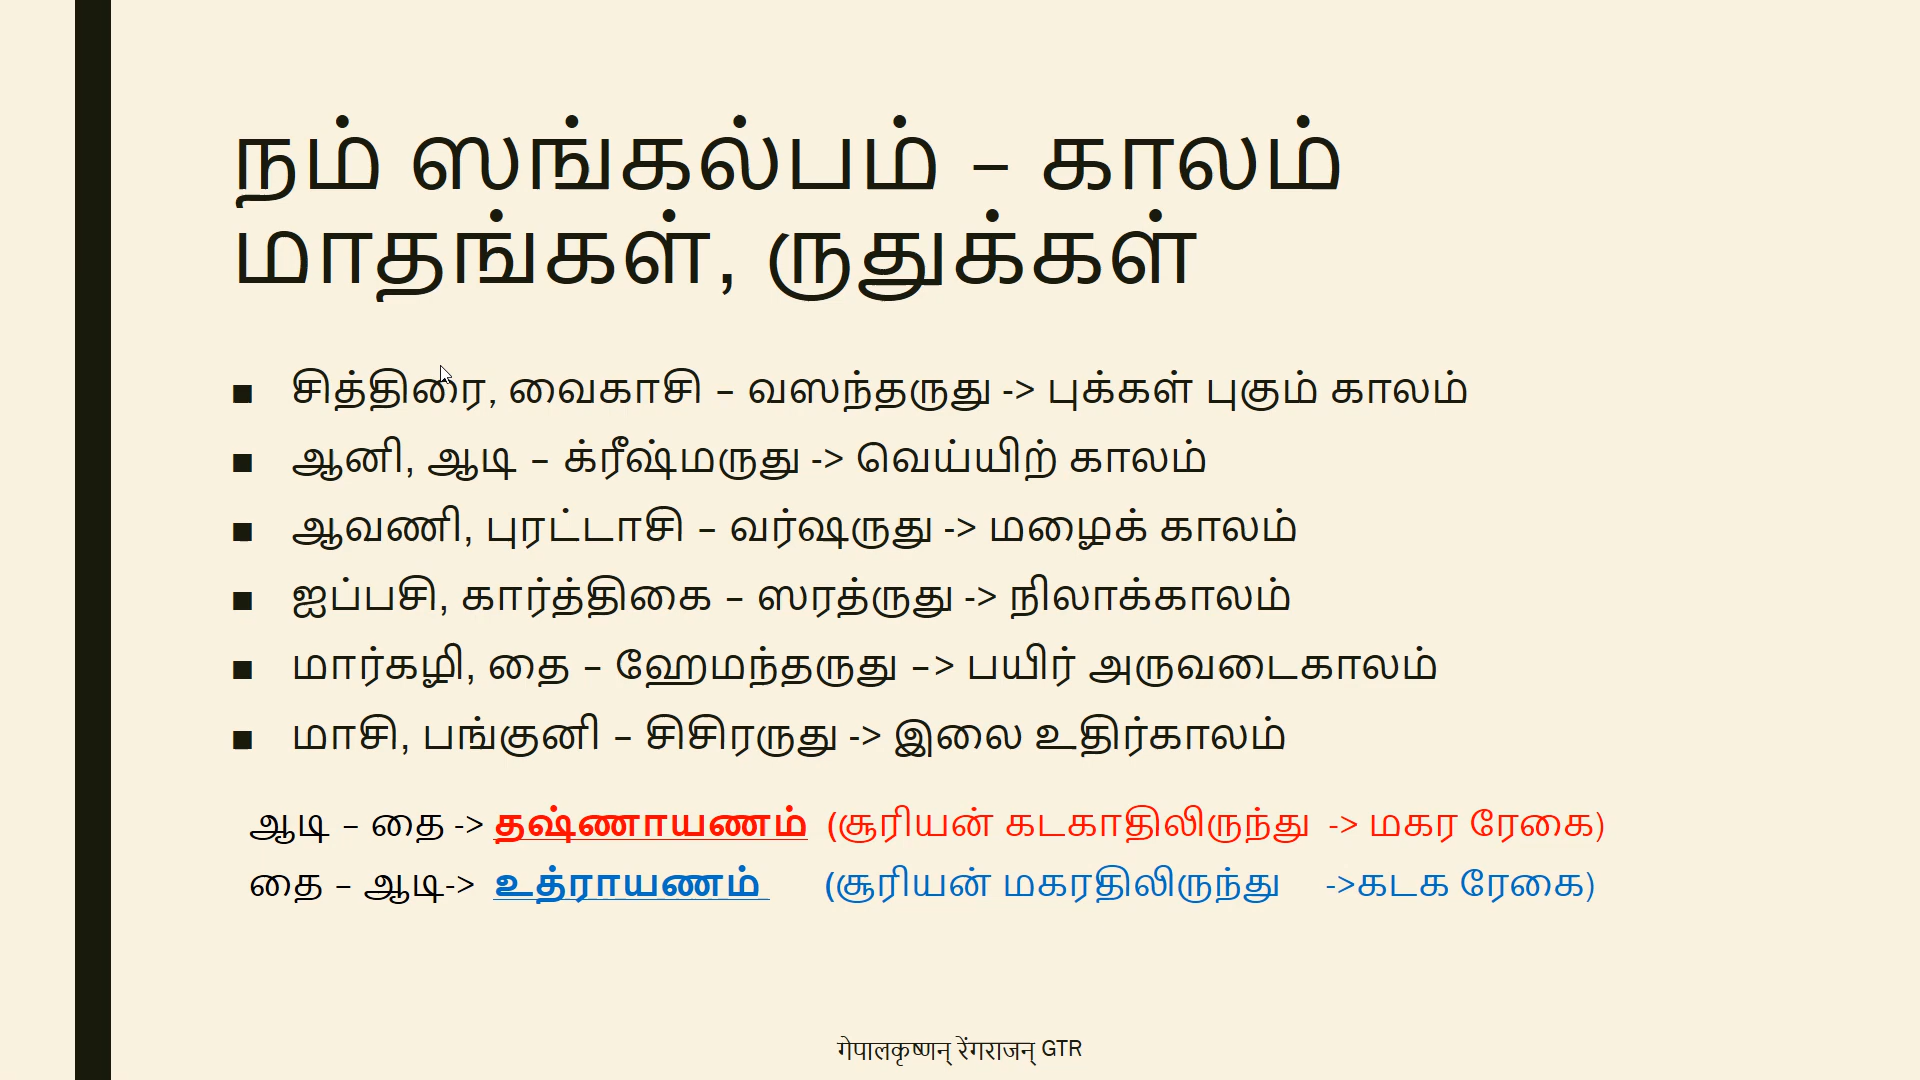 நம் ஸங்கல்பம் – காலம்
மாதங்கள், ருதுக்கள்
■ சித்திரை, வைகாசி – வஸந்தருது -> புக்கள் புகும் காலம்
■ ஆனி, ஆடி – க்ரீஷ்மருது -> வெய்யிற் காலம்
■ ஆவணி, புரட்டாசி – வர்ஷருது -> மழைக் காலம்
■ ஐப்பசி, கார்த்திகை – ஸரத்ருது -> நிலாக்காலம்
■ மார்கழி, தை – ஹேமந்தருது –> பயிர் அருவடைகாலம்
■ மாசி, பங்குனி – சிசிரருது -> இலை உதிர்காலம்
ஆடி – தை -> தஷ்ணாயணம் (சூரியன் கடகாதிலிருந்து -> மகர ரேகை)
தை – ஆடி-> உத்ராயணம் (சூரியன் மகரதிலிருந்து ->கடக ரேகை)
गोपालकृष्णन् रेंगराजन् GTR